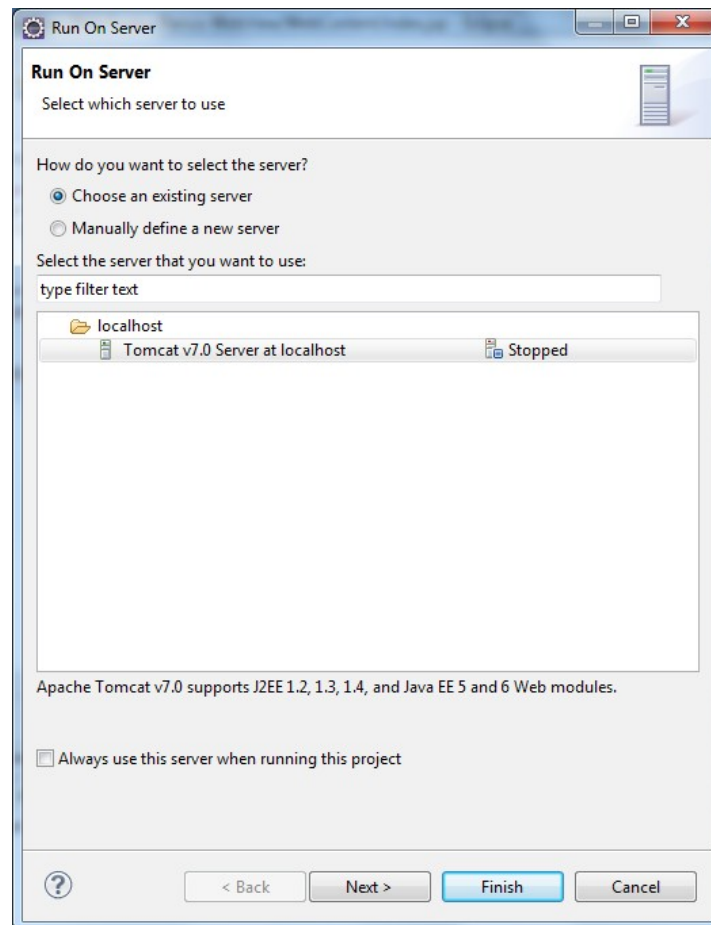 Run On Server
Run On Server
Select which server to use
How do you want to select the server?
Choose an existing server
Manually define a new server
Select the server that you want to use:
type filter text
localhost
Tomcat v7.0 Server at localhost Stopped
Apache Tomcat v7.0 supports J2EE 1.2, 1.3, 1.4, and Java EE 5 and 6 Web modules.
Always use this server when running this project
? < Back Next > Finish Cancel